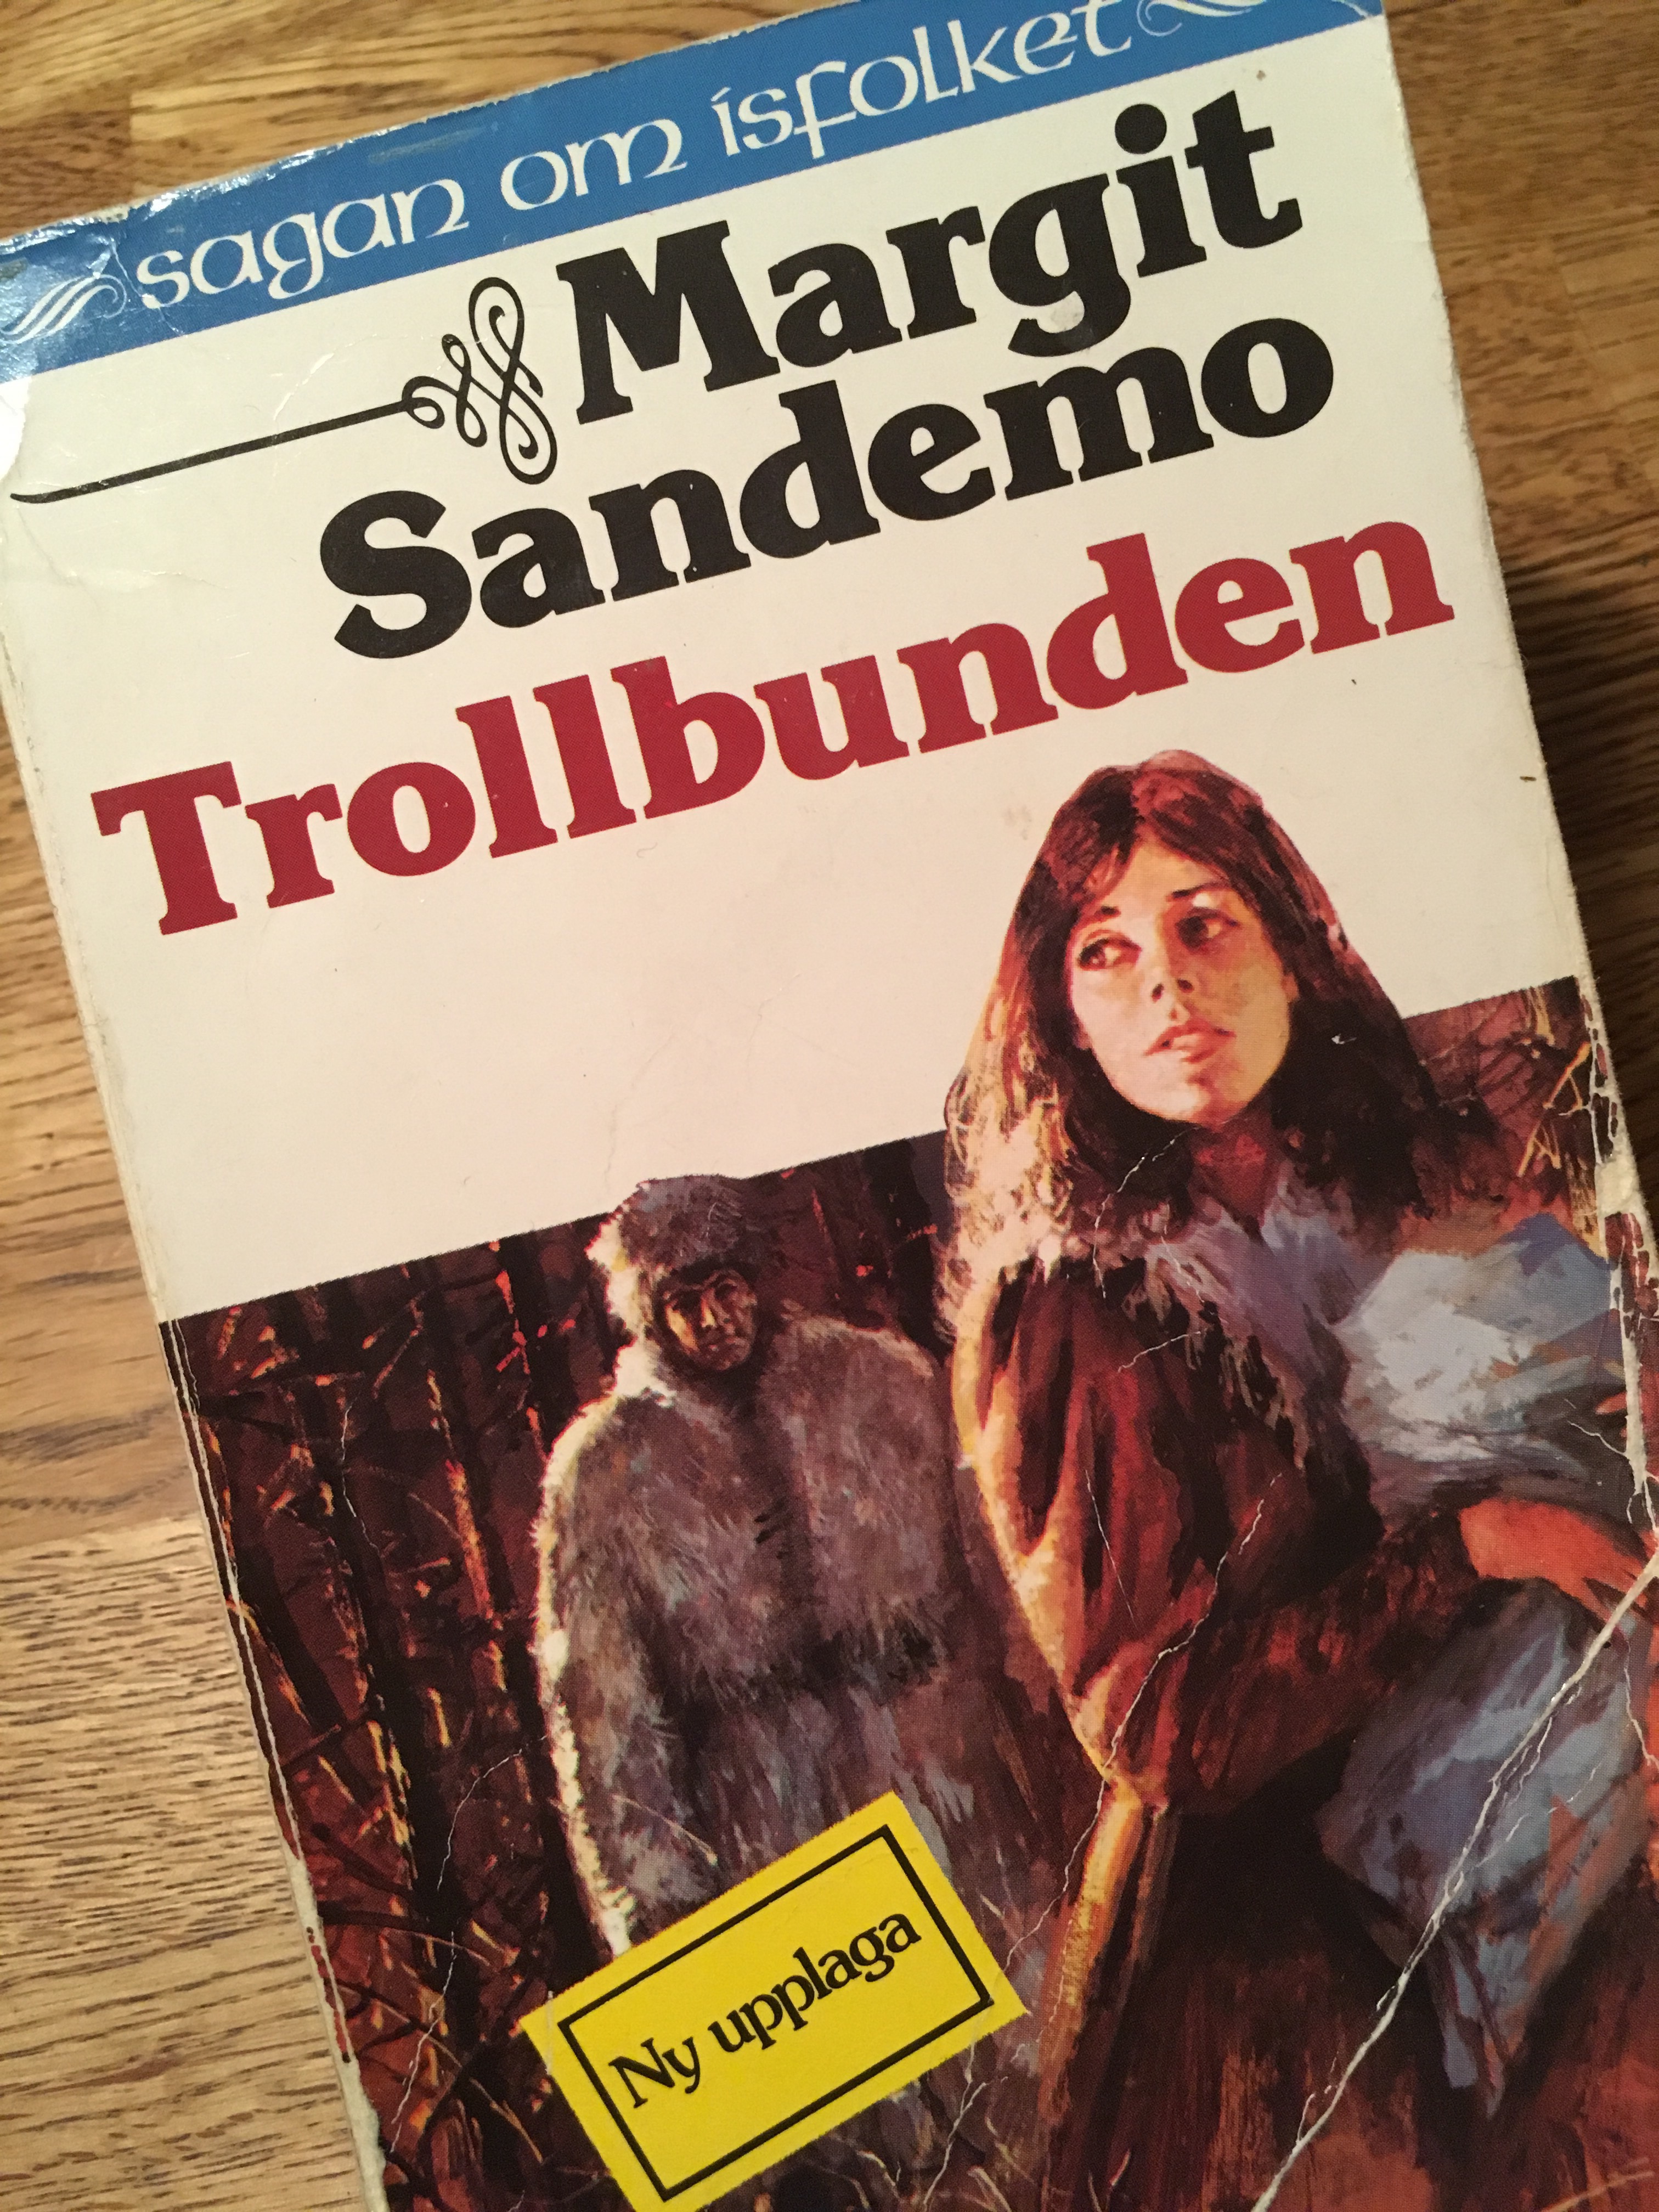 sagan om ísfolket
Margit
Sandemo
Trollbunden
Ny upplaga